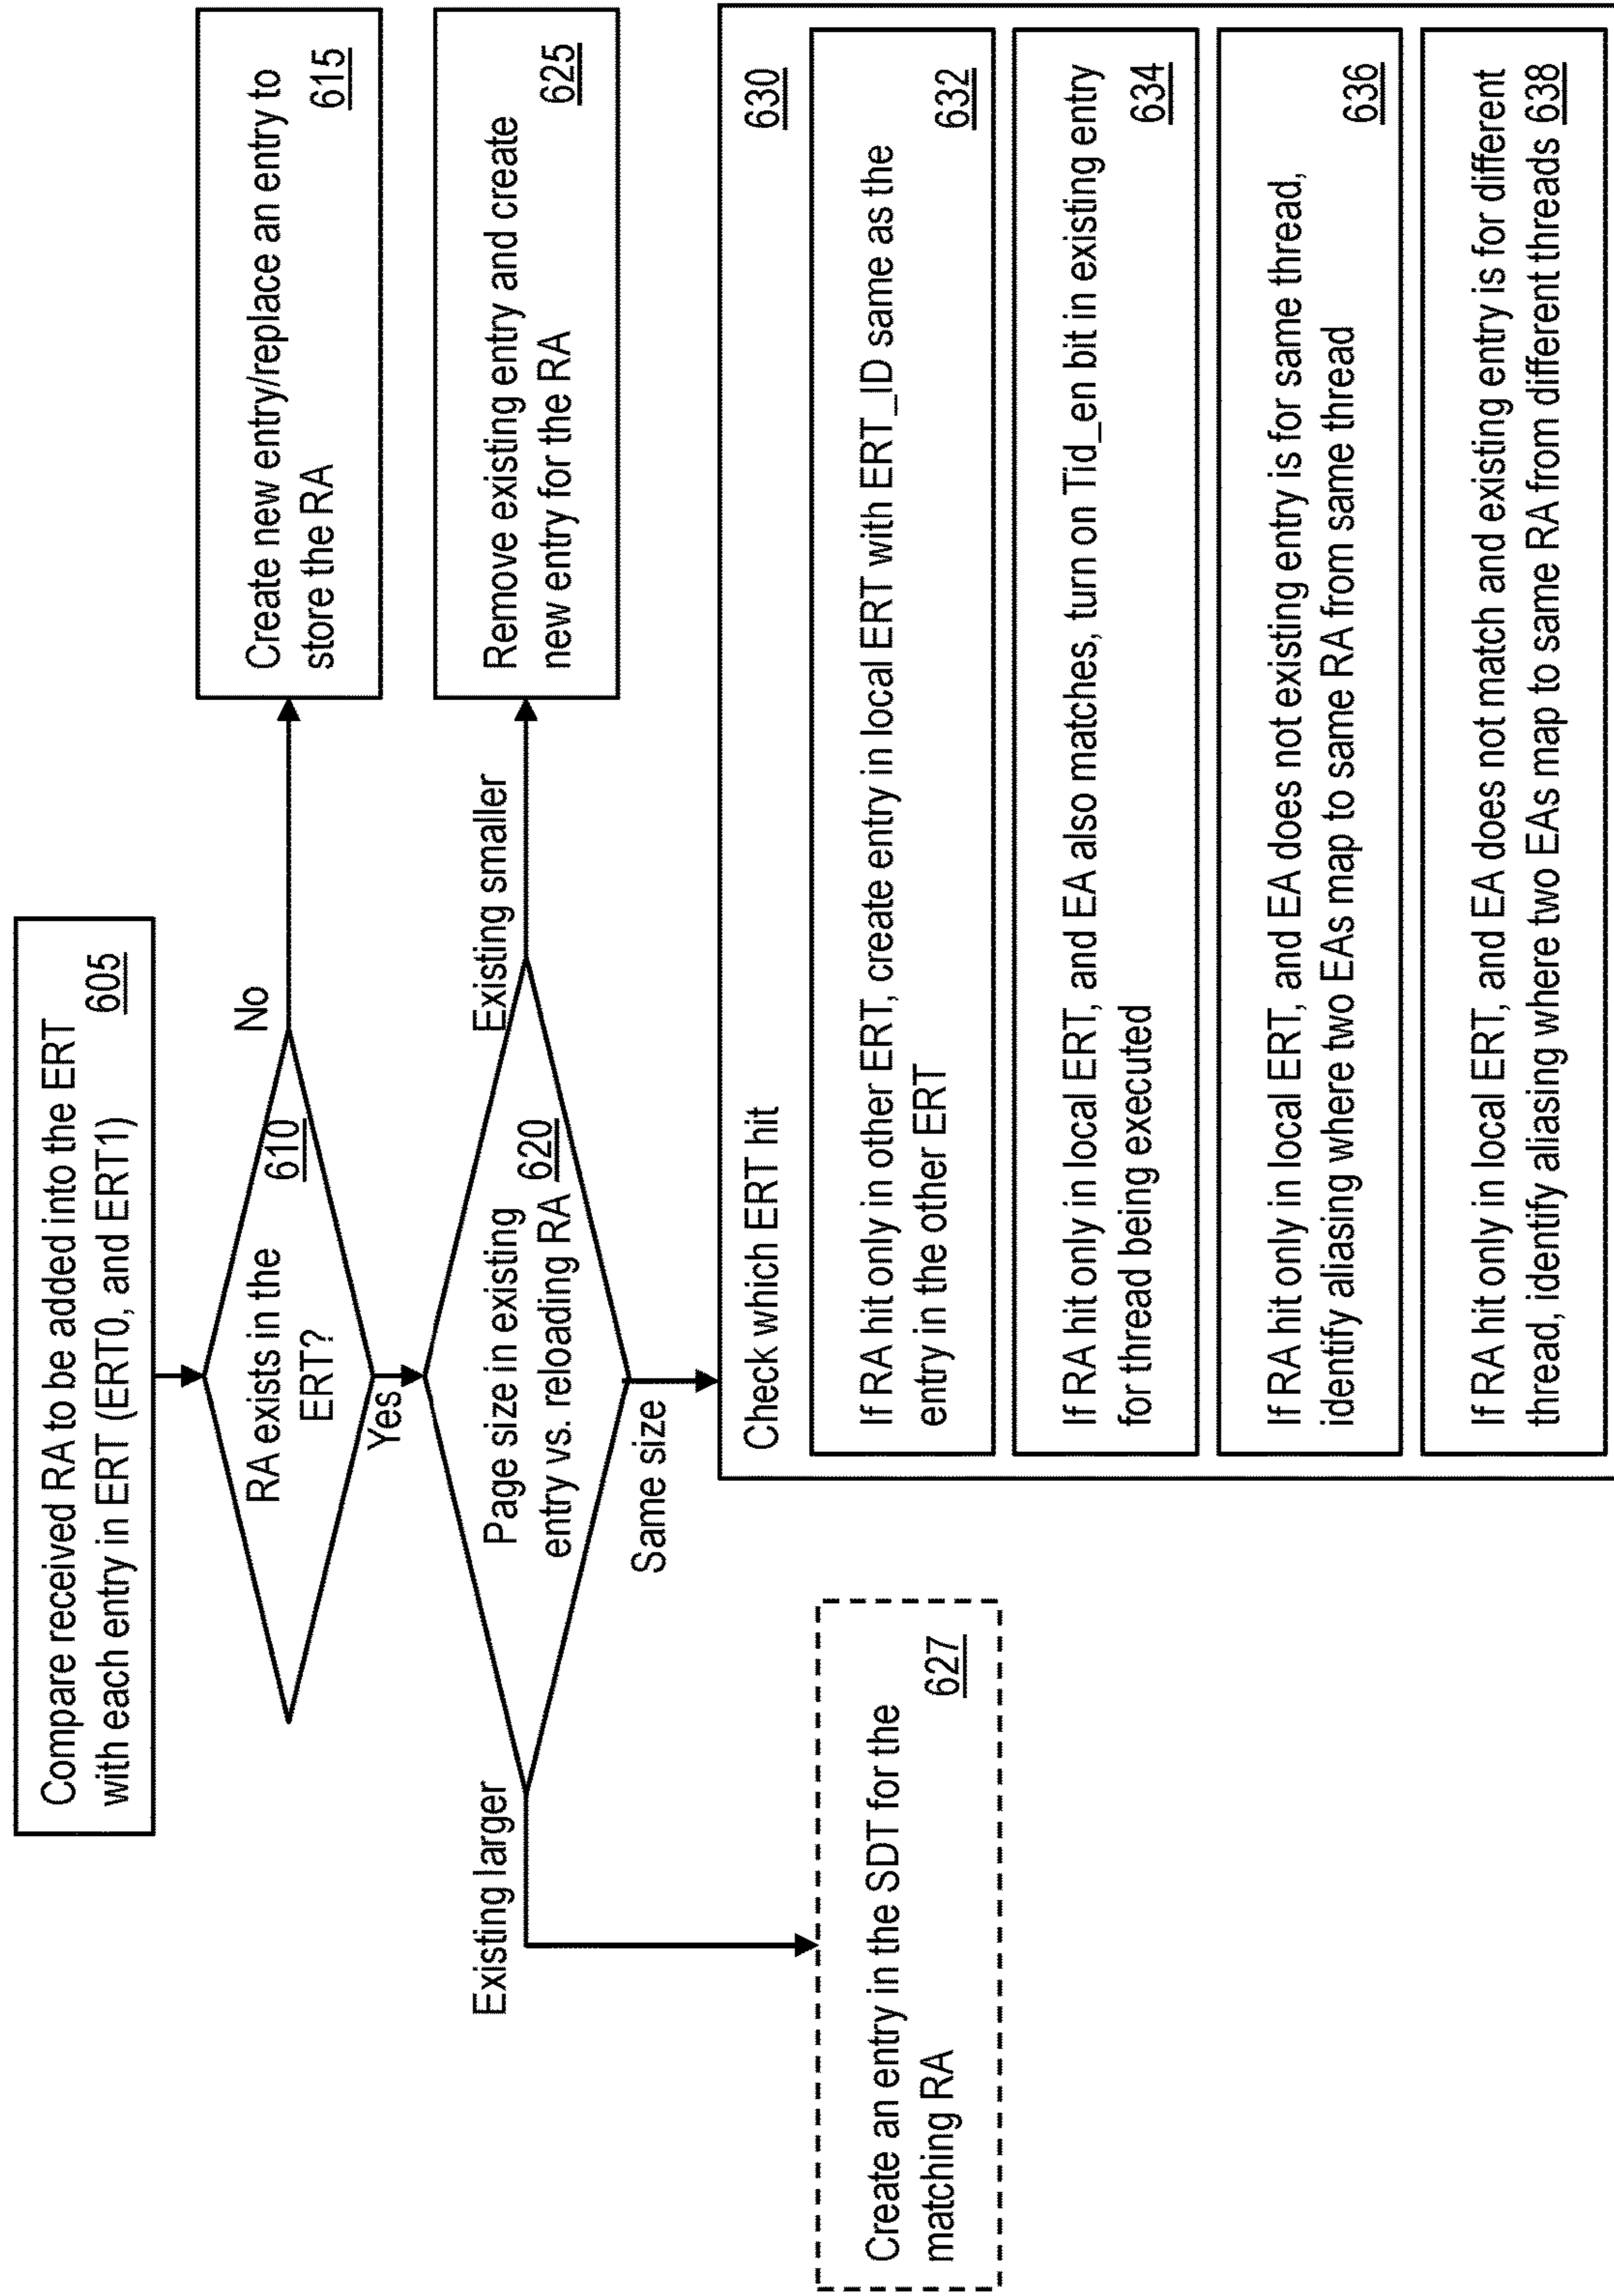 Compare received RA to be added into the ERT
with each entry in ERT (ERT0, and ERT1) 605
RA exists in the
ERT?
610
No
Create new entry/replace an entry to
store the RA
615
Yes
Page size in existing
entry vs. reloading RA 620
Existing smaller
Remove existing entry and create
new entry for the RA
625
Existing larger
Create an entry in the SDT for the
matching RA
627
Same size
Check which ERT hit
630
If RA hit only in other ERT, create entry in local ERT with ERT_ID same as the
entry in the other ERT
632
If RA hit only in local ERT, and EA also matches, turn on Tid_en bit in existing entry
for thread being executed
634
If RA hit only in local ERT, and EA does not existing entry is for same thread,
identify aliasing where two EAs map to same RA from same thread
636
If RA hit only in local ERT, and EA does not match and existing entry is for different
thread, identify aliasing where two EAs map to same RA from different threads 638